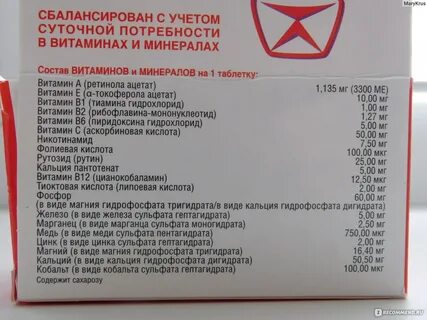 MaryKrus
СБАЛАНСИРОВАН С УЧЕТОМ
СУТОЧНОЙ ПОТРЕБНОСТИ
В ВИТАМИНАХ И МИНЕРАЛАХ
Состав ВИТАМИНОВ и МИНЕРАЛОВ на 1 таблетку:
Витамин А (ретинола ацетат) 1,135 мг (3300 МЕ)
Витамин Е (α-токоферола ацетат) 10,00 мг
Витамин В1 (тиамина гидрохлорид) 1,00 мг
Витамин В2 (рибофлавина-мононуклеотид) 1,27 мг
Витамин В6 (пиридоксина гидрохлорид) 5,00 мг
Витамин С (аскорбиновая кислота) 50,00 мг
Никотинамид 7,50 мг
Фолиевая кислота 100,00 мкг
Рутозид (рутин) 25,00 мг
Кальция пантотенат 5,00 мг
Витамин В12 (цианокобаламин) 12,50 мкг
Тиоктовая кислота (липоевая кислота) 2,00 мг
Фосфор 60,00 мг
(в виде магния гидрофосфата тригидрата/в виде кальция гидрофосфата дигидрата)
Железо (в виде железа сульфата гептагидрата) 5,00 мг
Марганец (в виде марганца сульфата моногидрата) 2,50 мг
Медь (в виде меди сульфата пентагидрата) 750,00 мкг
Цинк (в виде цинка сульфата гептагидрата) 2,00 мг
Магний (в виде магния гидрофосфата тригидрата) 16,40 мг
Кальций (в виде кальция гидрофосфата дигидрата) 50,50 мг
Кобальт (в виде кобальта сульфата гептагидрата) 100,00 мкг
Содержит сахарозу
RECOMMEND.RU